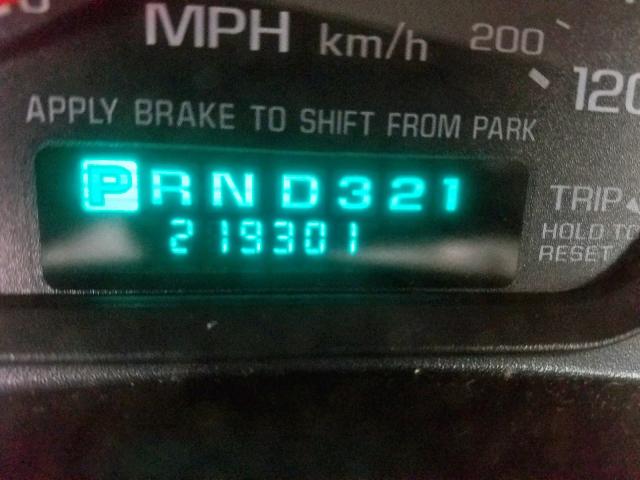 MPH km/h 200
120
APPLY BRAKE TO SHIFT FROM PARK
PRND321
219301
TRIP
HOLD TO
RESET